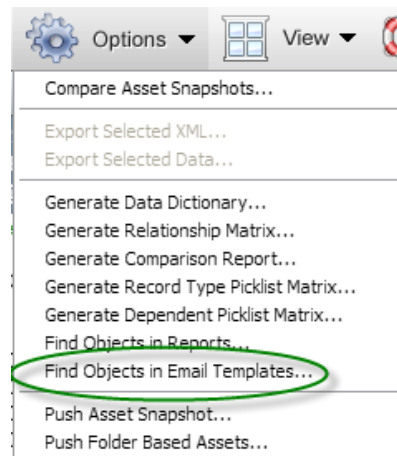 Options View
Compare Asset Snapshots...
Export Selected XML...
Export Selected Data...
Generate Data Dictionary...
Generate Relationship Matrix...
Generate Comparison Report...
Generate Record Type Picklist Matrix...
Generate Dependent Picklist Matrix...
Find Objects in Reports...
Find Objects in Email Templates...
Push Asset Snapshot...
Push Folder Based Assets...